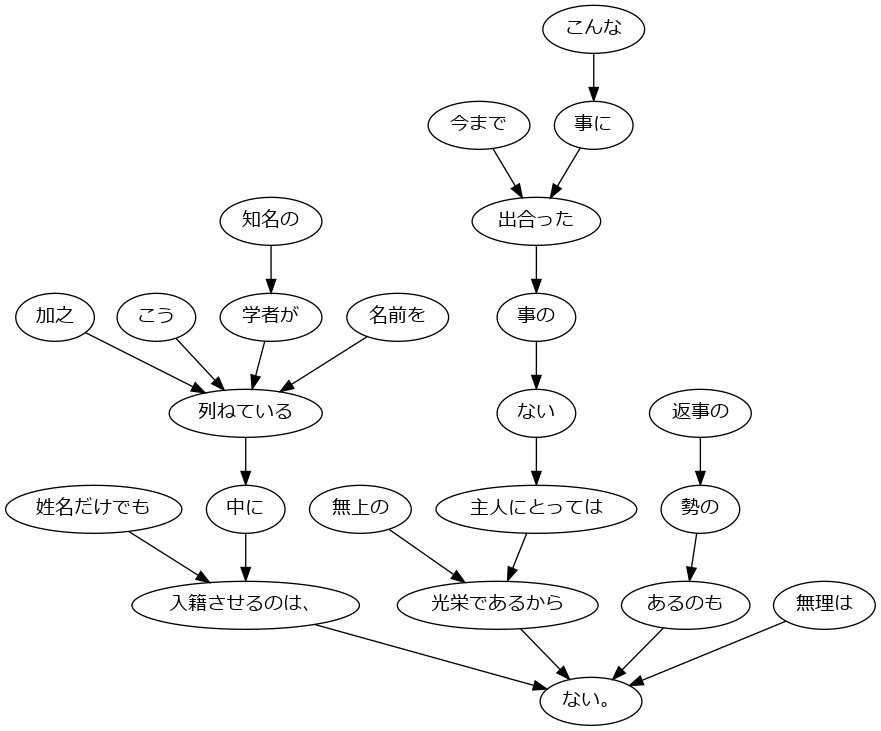 こんな
今まで
事に
知名の
出合った
加之
こう
学者が
名前を
事の
列ねている
ない
返事の
姓名だけでも
中に
無上の
主人にとっては
勢の
入籍させるのは、
光栄であるから
あるのも
無理は
ない。